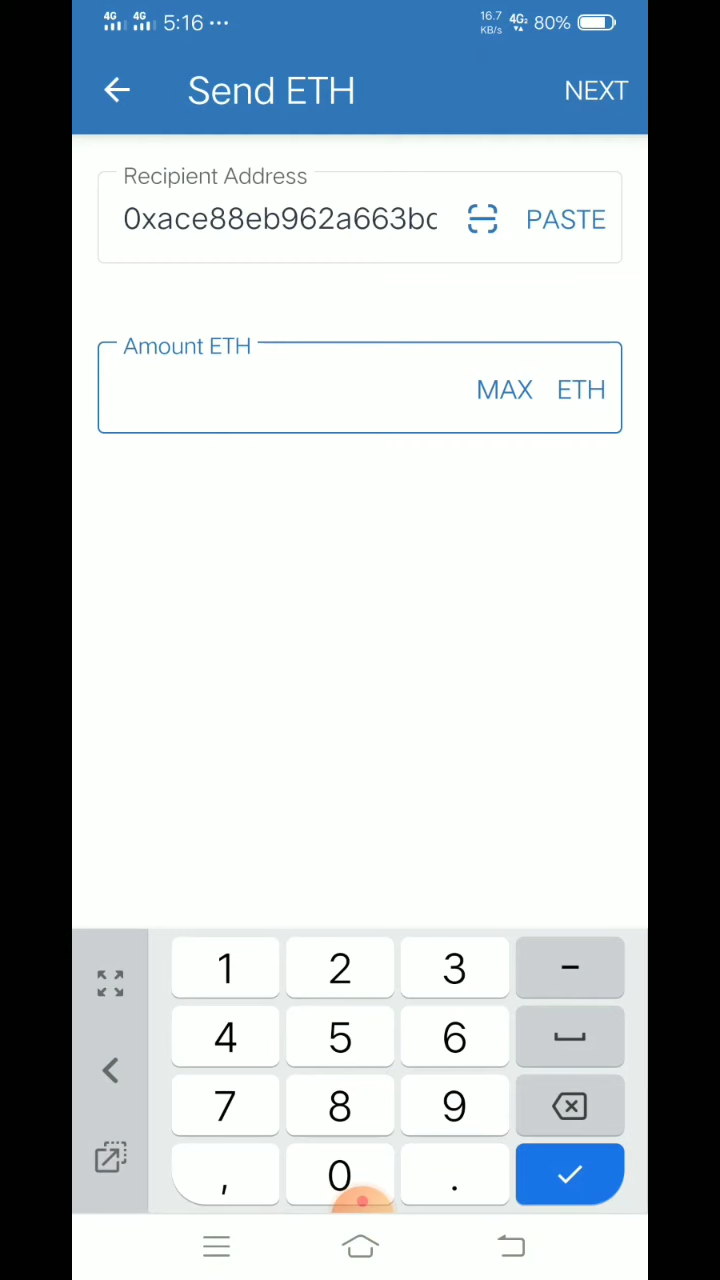 4G 4G 5:16 ... 16.7 KB/s 4G2 80%
Send ETH NEXT
Recipient Address
0xace88eb962a663bc PASTE
Amount ETH
MAX ETH
1 2 3 -
4 5 6
7 8 9
, 0 .